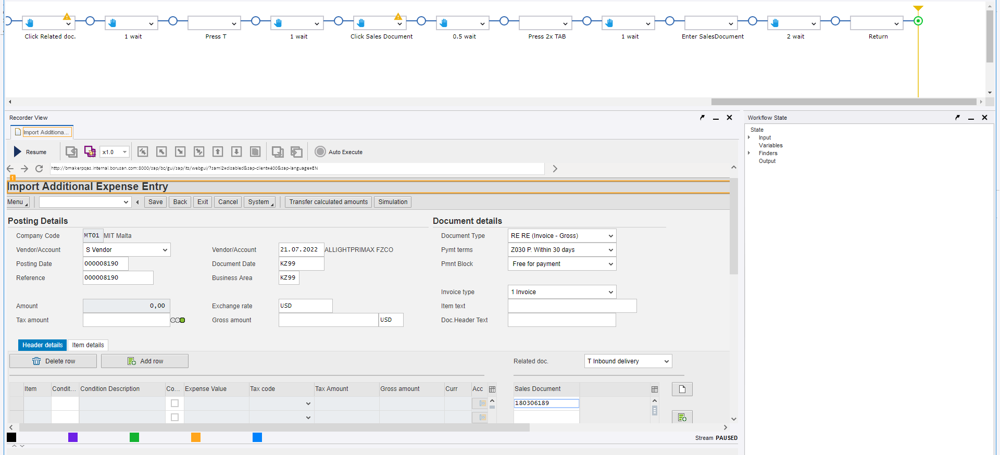 Click Related doc.
1 wait
Press T
1 wait
Click Sales Document
0.5 wait
Press 2x TAB
1 wait
Enter SalesDocument
2 wait
Return
Recorder View
Workflow State
Import Additiona...
State
Input
Variables
Finders
Output
Resume
x1.0
Auto Execute
http://bmakerpqas.internal.borusan.com:8000/sap/bc/gui/sap/its/webgui/?saml2=disabled&sap-client=400&sap-language=EN
1
Import Additional Expense Entry
Menu
Save
Back
Exit
Cancel
System
Transfer calculated amounts
Simulation
Posting Details
Document details
Company Code
MT01
MIT Malta
Document Type
RE RE (Invoice - Gross)
Vendor/Account
S Vendor
Vendor/Account
21.07.2022
ALLIGHTPRIMAX FZCO
Pymt terms
Z030 P. Within 30 days
Posting Date
000008190
Document Date
KZ99
Pmnt Block
Free for payment
Reference
000008190
Business Area
KZ99
Invoice type
1 Invoice
Amount
0,00
Exchange rate
USD
Item text
Tax amount
Gross amount
USD
Doc.Header Text
Header details
Item details
Delete row
Add row
Related doc.
T Inbound delivery
Item
Condit...
Condition Description
Co...
Expense Value
Tax code
Tax Amount
Gross amount
Curr
Acc
Sales Document
180306189
Stream PAUSED